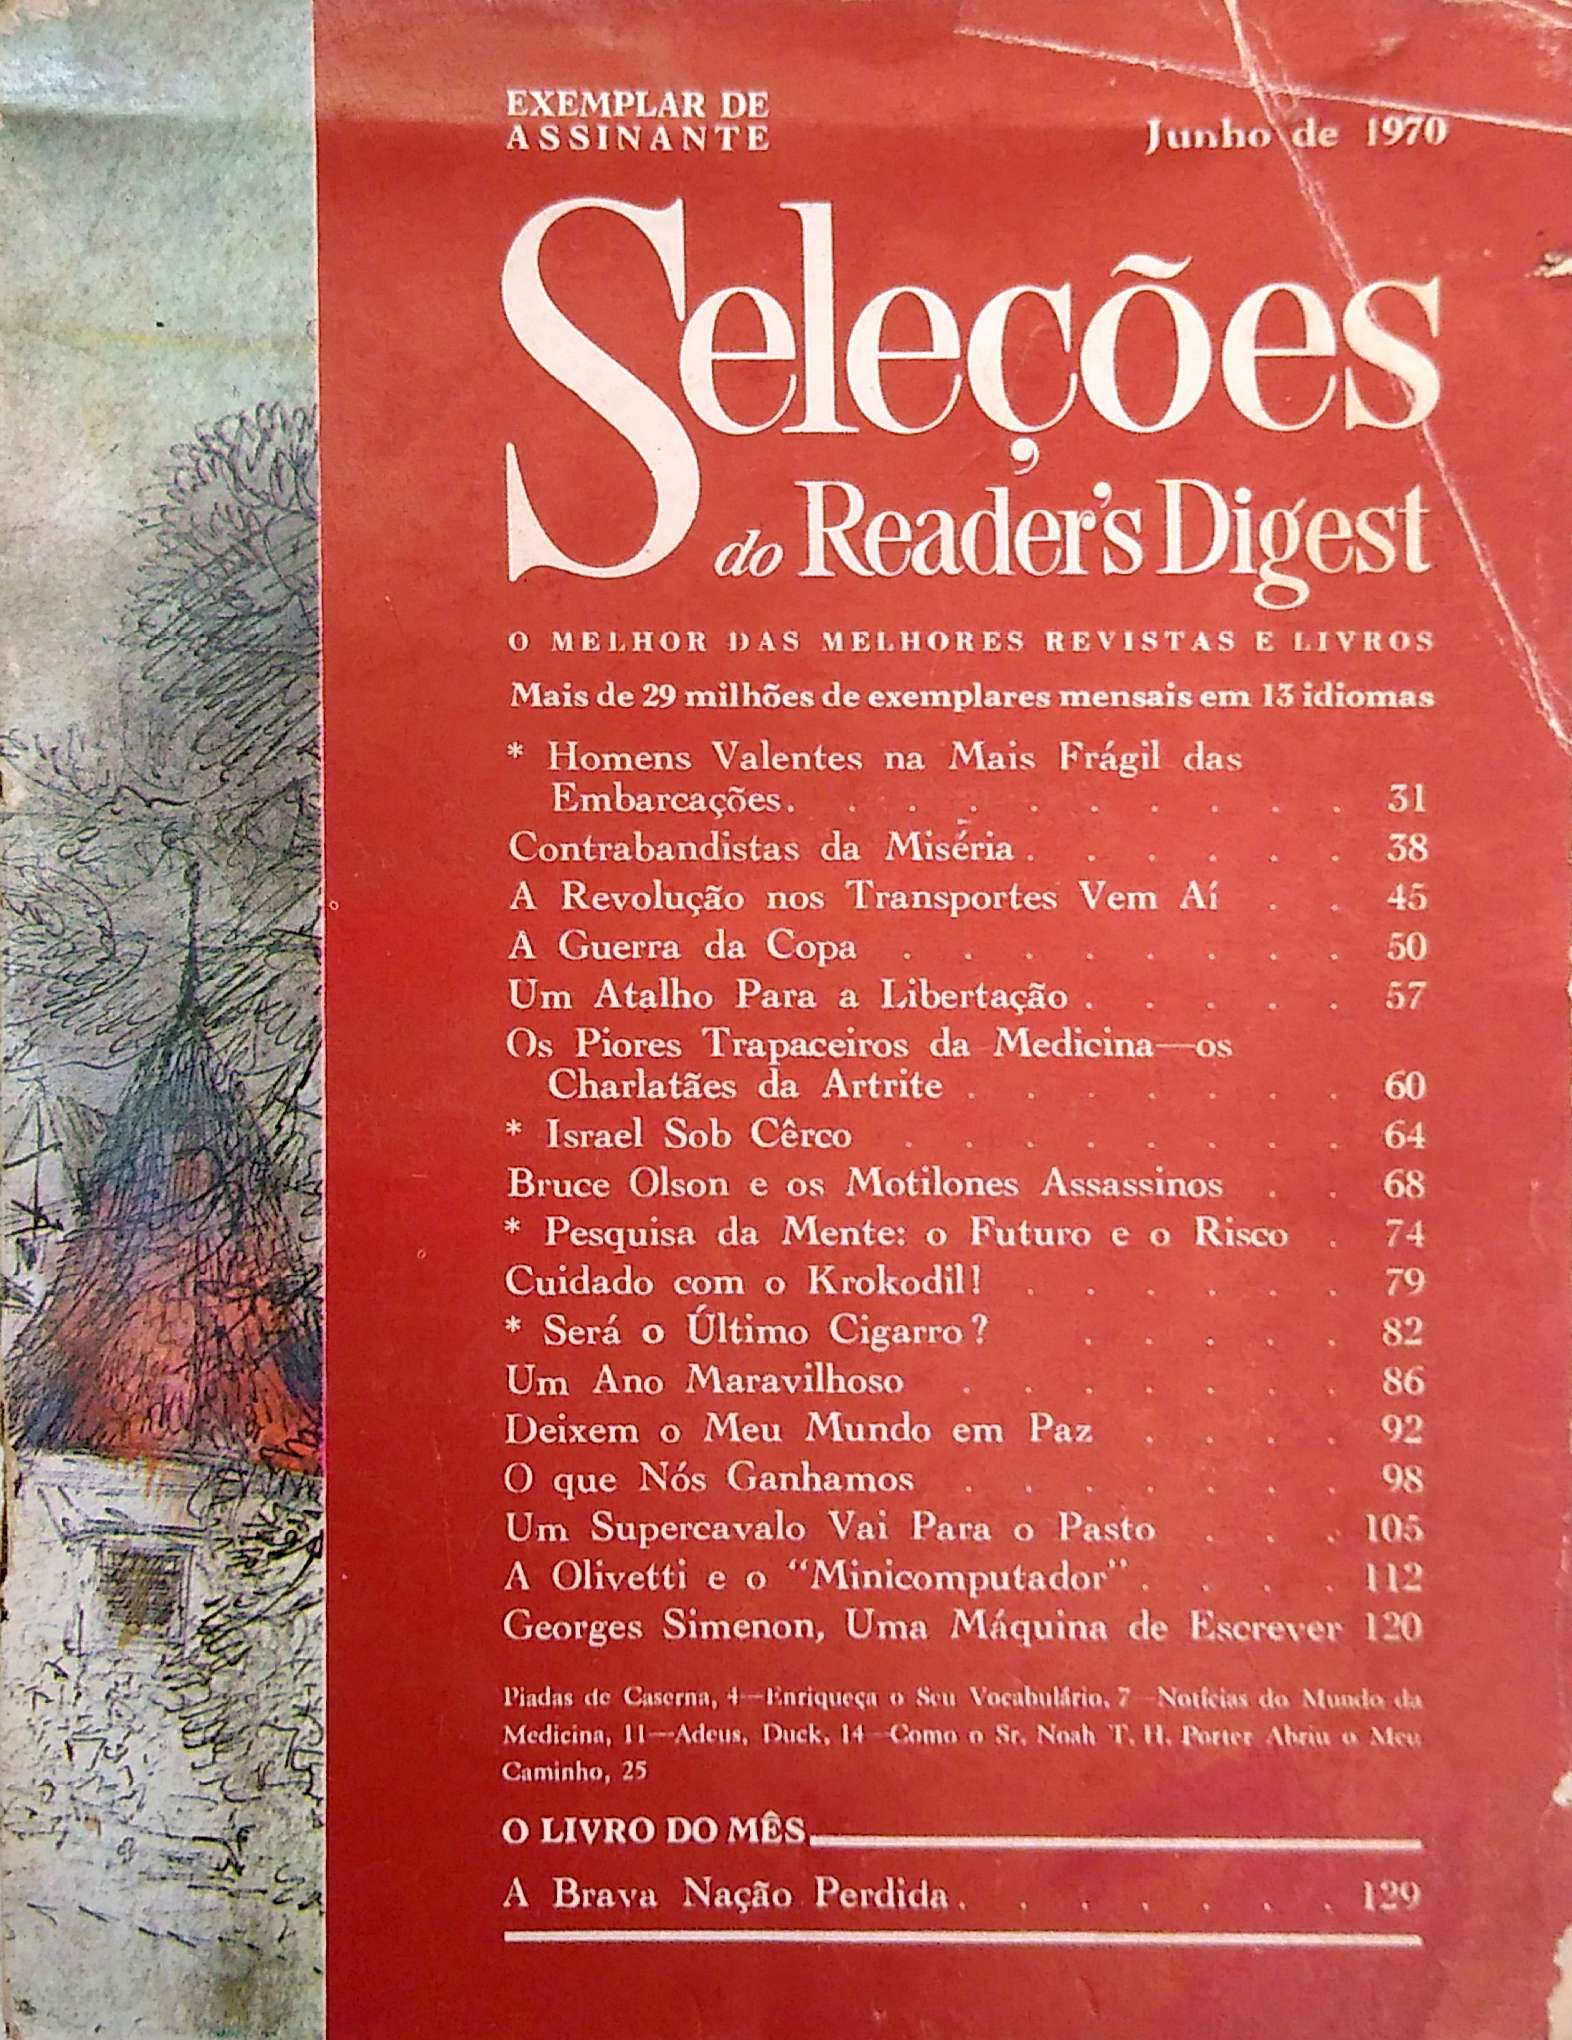 EXEMPLAR DE
ASSINANTE
Junho de 1970
Seleções
do Reader's Digest
O MELHOR DAS MELHORES REVISTAS E LIVROS
Mais de 29 milhões de exemplares mensais em 13 idiomas
* Homens Valentes na Mais Frágil das
Embarcações. . . . . . . . . . 31
Contrabandistas da Miséria . . . . . . 38
A Revolução nos Transportes Vem Aí . . 45
A Guerra da Copa . . . . . . . . 50
Um Atalho Para a Libertação . . . . . 57
Os Piores Trapaceiros da Medicina—os
Charlatães da Artrite . . . . . . . 60
* Israel Sob Cêrco . . . . . . . . 64
Bruce Olson e os Motilones Assassinos . . 68
* Pesquisa da Mente: o Futuro e o Risco . 74
Cuidado com o Krokodil! . . . . . . 79
* Será o Último Cigarro? . . . . . 82
Um Ano Maravilhoso . . . . . . . 86
Deixem o Meu Mundo em Paz . . . . 92
O que Nós Ganhamos . . . . . . . 98
Um Supercavalo Vai Para o Pasto . . . 105
A Olivetti e o “Minicomputador”. . . . 112
Georges Simenon, Uma Máquina de Escrever 120
Piadas de Caserna, 4—Enriqueça o Seu Vocabulário, 7—Notícias do Mundo da
Medicina, 11—Adeus, Duck, 14—Como o Sr. Noah T. H. Porter Abriu o Meu
Caminho, 25
O LIVRO DO MÊS
A Brava Nação Perdida . . . . . . . 129